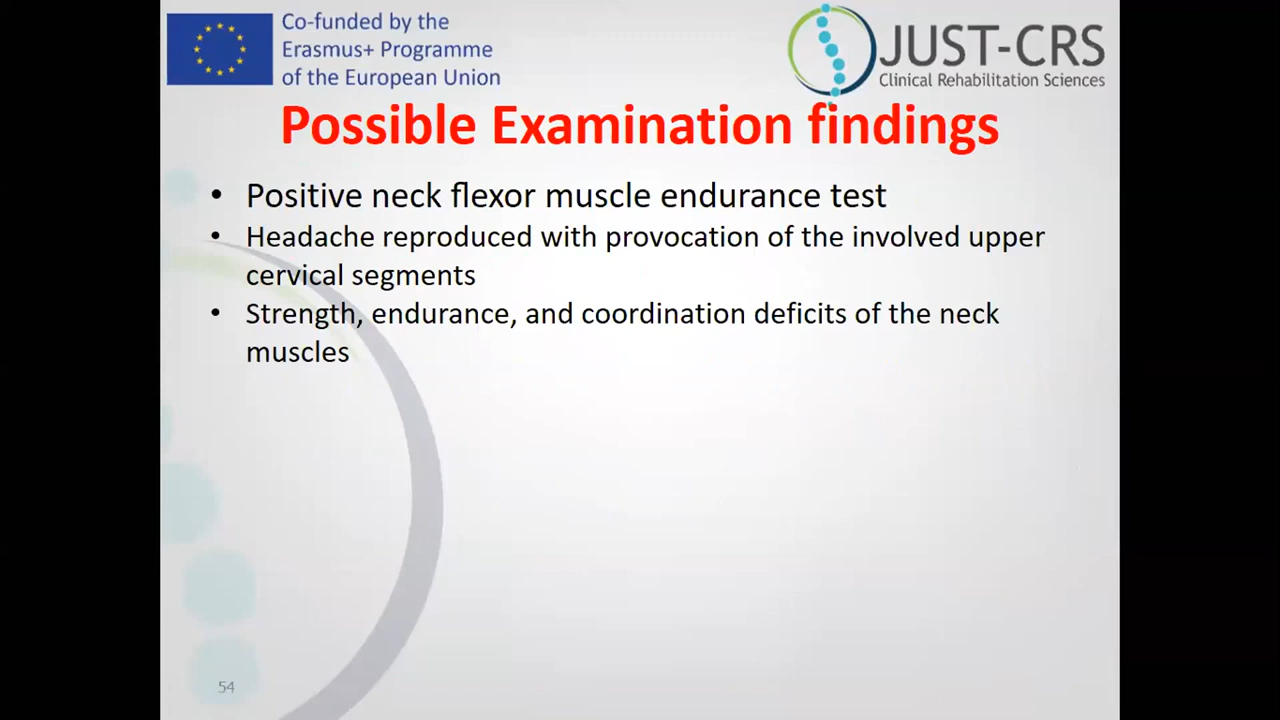 Co-funded by the
Erasmus+ Programme
of the European Union
JUST-CRS
Clinical Rehabilitation Sciences
Possible Examination findings
• Positive neck flexor muscle endurance test
• Headache reproduced with provocation of the involved upper
cervical segments
• Strength, endurance, and coordination deficits of the neck
muscles
54